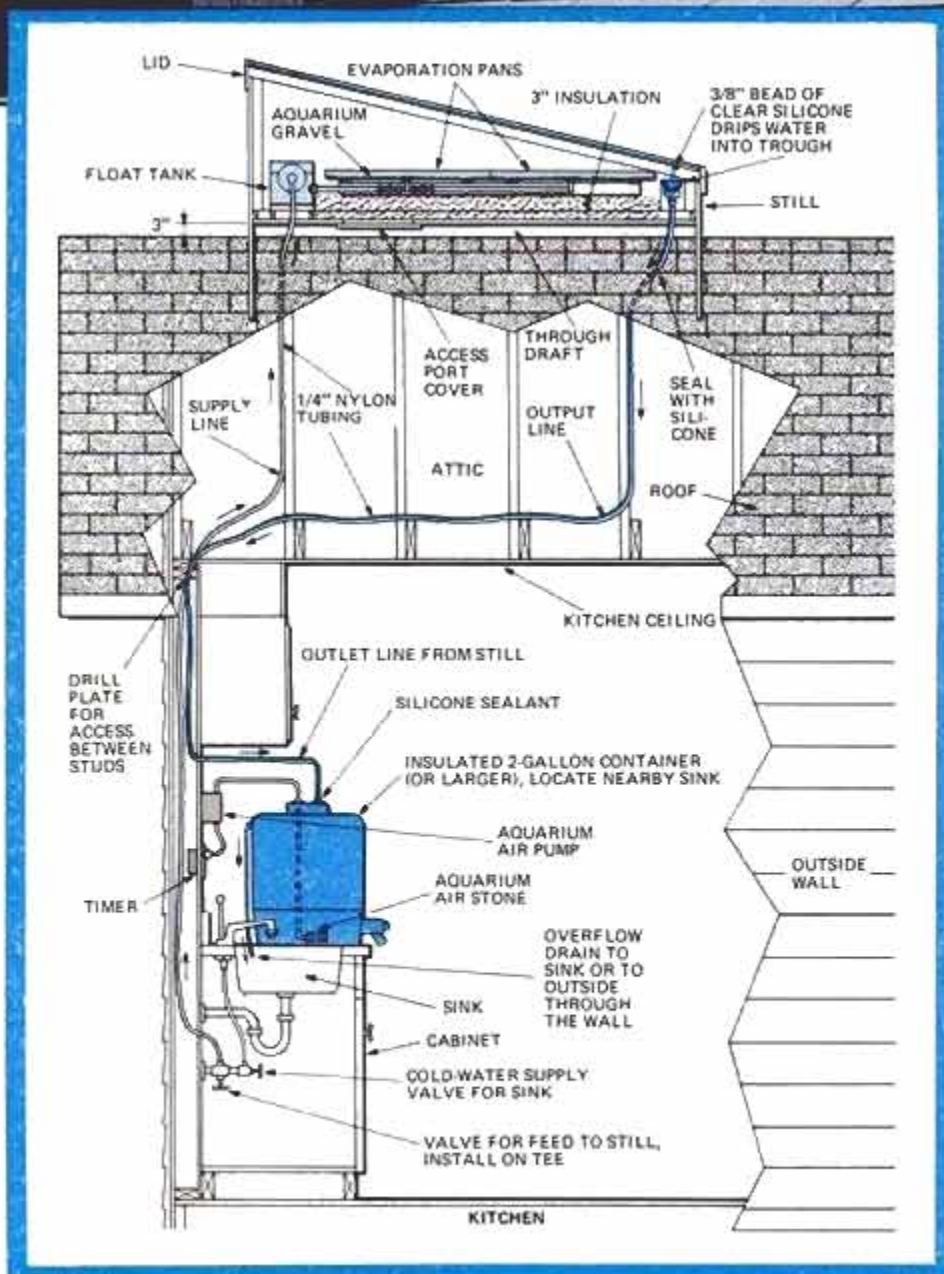 LID
EVAPORATION PANS
3" INSULATION
3/8" BEAD OF
CLEAR SILICONE
DRIPS WATER
INTO TROUGH
AQUARIUM
GRAVEL
FLOAT TANK
STILL
3"
ACCESS
PORT
COVER
THROUGH
DRAFT
SEAL
WITH
SILI-
CONE
SUPPLY
LINE
1/4" NYLON
TUBING
OUTPUT
LINE
ATTIC
ROOF
KITCHEN CEILING
DRILL
PLATE
FOR
ACCESS
BETWEEN
STUDS
OUTLET LINE FROM STILL
SILICONE SEALANT
INSULATED 2-GALLON CONTAINER
(OR LARGER), LOCATE NEARBY SINK
AQUARIUM
AIR PUMP
TIMER
AQUARIUM
AIR STONE
OUTSIDE
WALL
OVERFLOW
DRAIN TO
SINK OR TO
OUTSIDE
THROUGH
THE WALL
SINK
CABINET
COLD-WATER SUPPLY
VALVE FOR SINK
VALVE FOR FEED TO STILL,
INSTALL ON TEE
KITCHEN